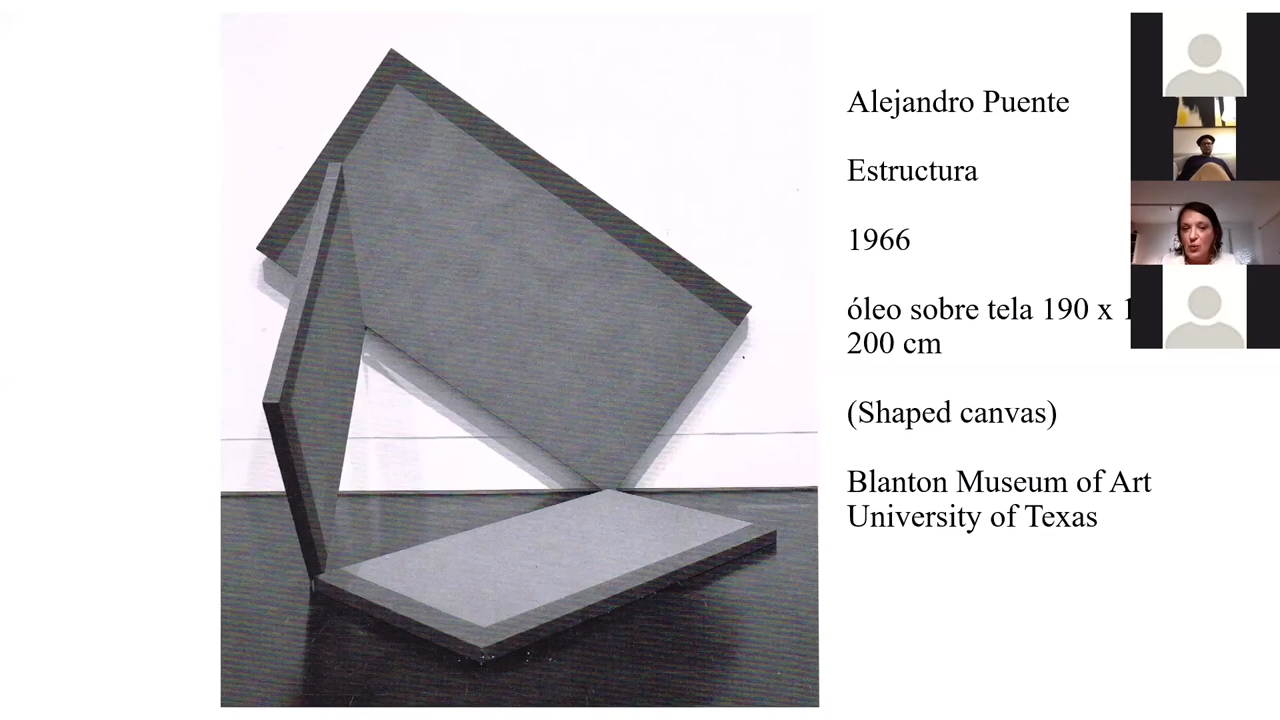 Alejandro Puente
Estructura
1966
óleo sobre tela 190 x
200 cm
(Shaped canvas)
Blanton Museum of Art
University of Texas